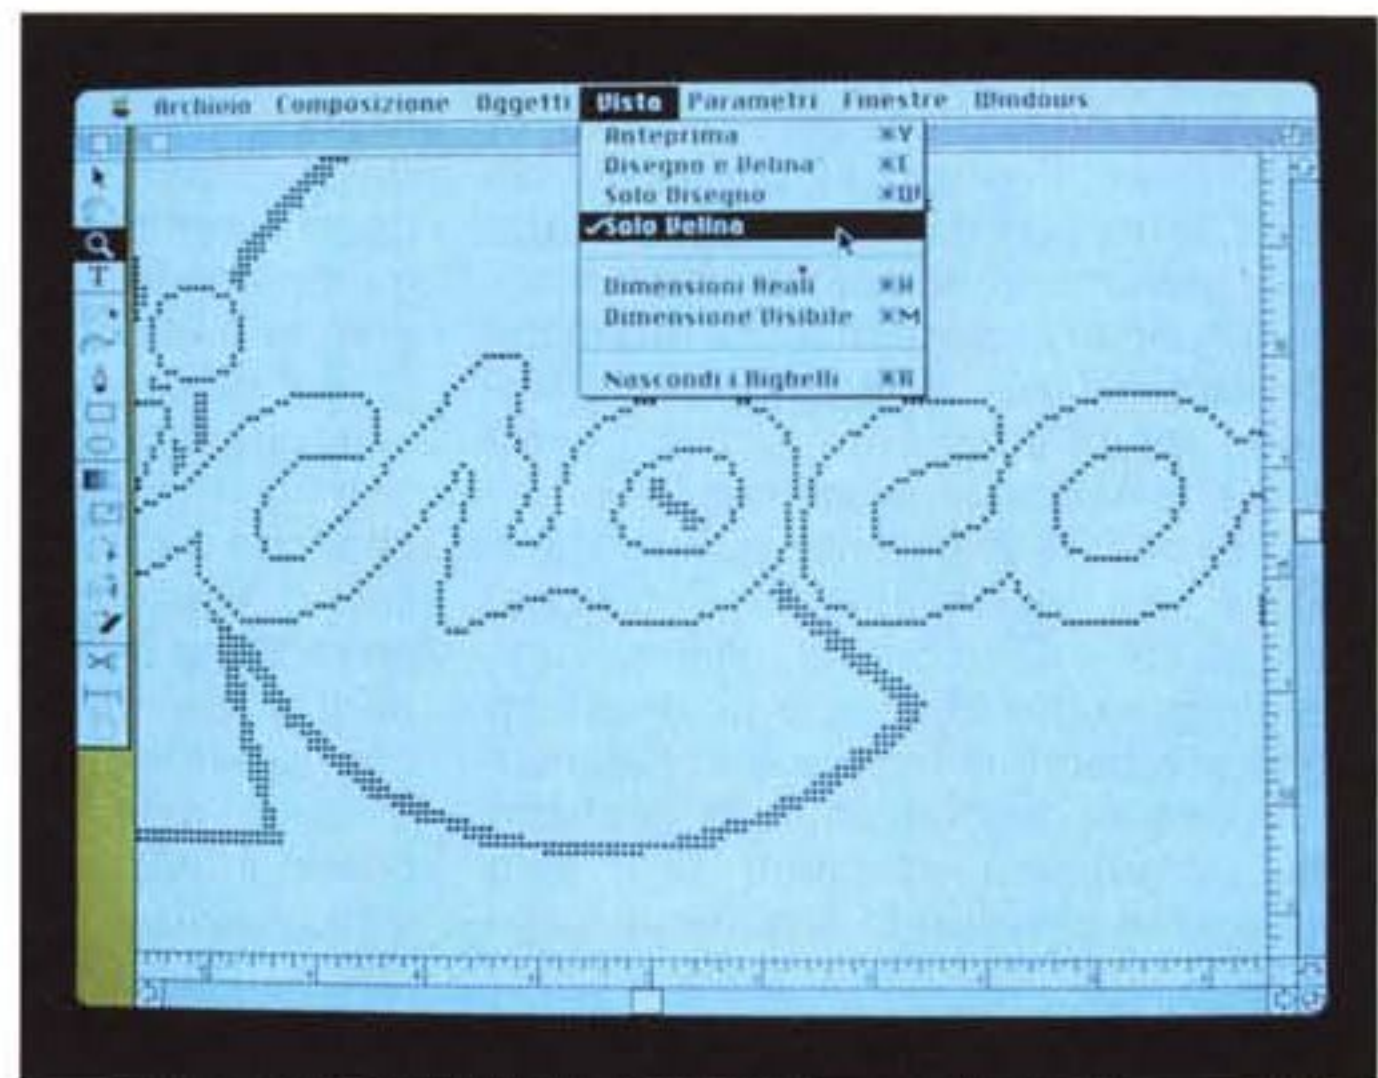 Archivio Composizione Oggetti Vista Parametri Finestre Windows
Anteprima ⌘Y
Disegno e Velina ⌘E
Solo Disegno ⌘W
✓Solo Velina
Dimensioni Reali ⌘H
Dimensione Visibile ⌘M
Nascondi i Righelli ⌘R
T